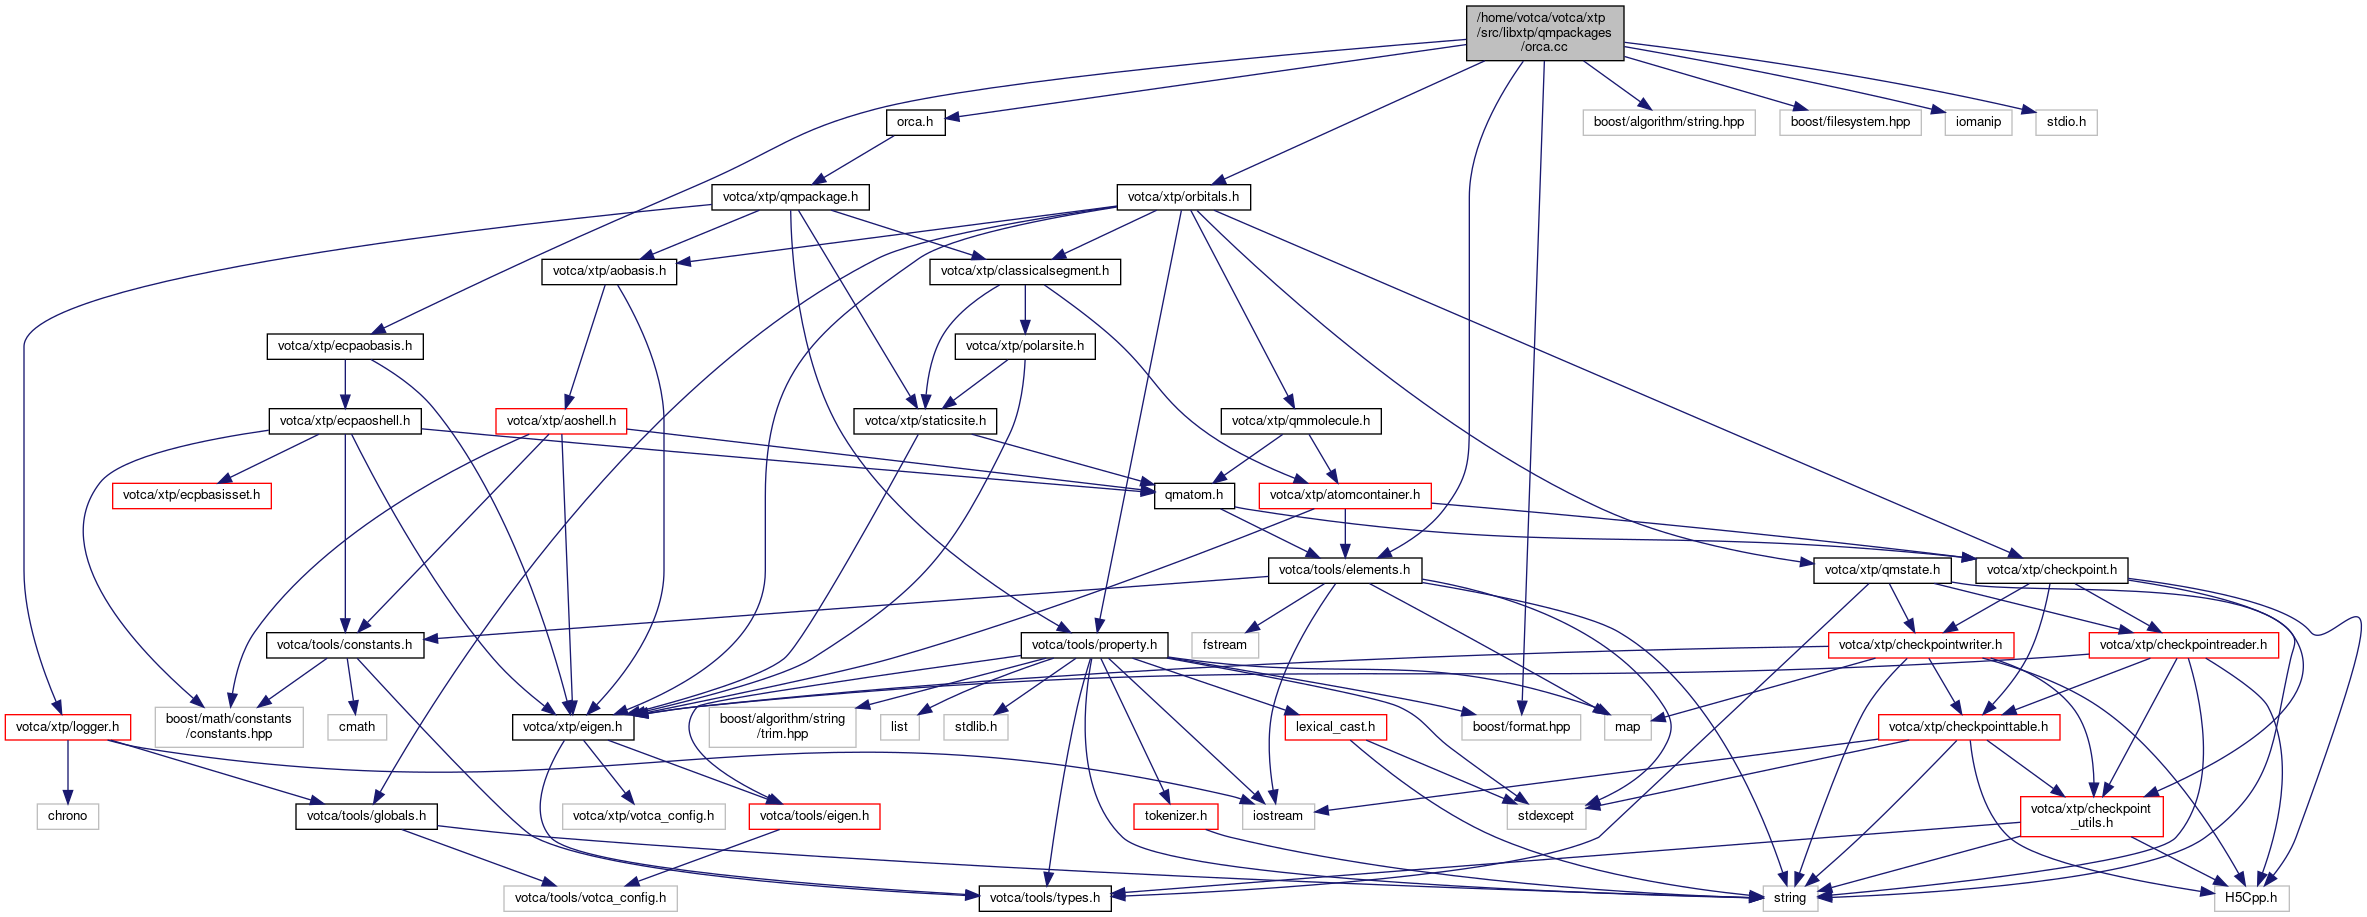 /home/votca/votca/xtp
/src/libxtp/qmpackages
/orca.cc
orca.h
boost/algorithm/string.hpp
boost/filesystem.hpp
iomanip
stdio.h
votca/xtp/qmpackage.h
votca/xtp/orbitals.h
votca/xtp/aobasis.h
votca/xtp/classicalsegment.h
votca/xtp/ecpaobasis.h
votca/xtp/polarsite.h
votca/xtp/ecpaoshell.h
votca/xtp/aoshell.h
votca/xtp/staticsite.h
votca/xtp/qmmolecule.h
votca/xtp/ecpbasisset.h
qmatom.h
votca/xtp/atomcontainer.h
votca/tools/elements.h
votca/xtp/qmstate.h
votca/xtp/checkpoint.h
votca/tools/constants.h
votca/tools/property.h
fstream
votca/xtp/checkpointwriter.h
votca/xtp/checkpointreader.h
votca/xtp/logger.h
boost/math/constants
/constants.hpp
cmath
votca/xtp/eigen.h
boost/algorithm/string
/trim.hpp
list
stdlib.h
lexical_cast.h
boost/format.hpp
map
votca/xtp/checkpointtable.h
chrono
votca/tools/globals.h
votca/xtp/votca_config.h
votca/tools/eigen.h
tokenizer.h
iostream
stdexcept
votca/xtp/checkpoint
_utils.h
votca/tools/votca_config.h
votca/tools/types.h
string
H5Cpp.h